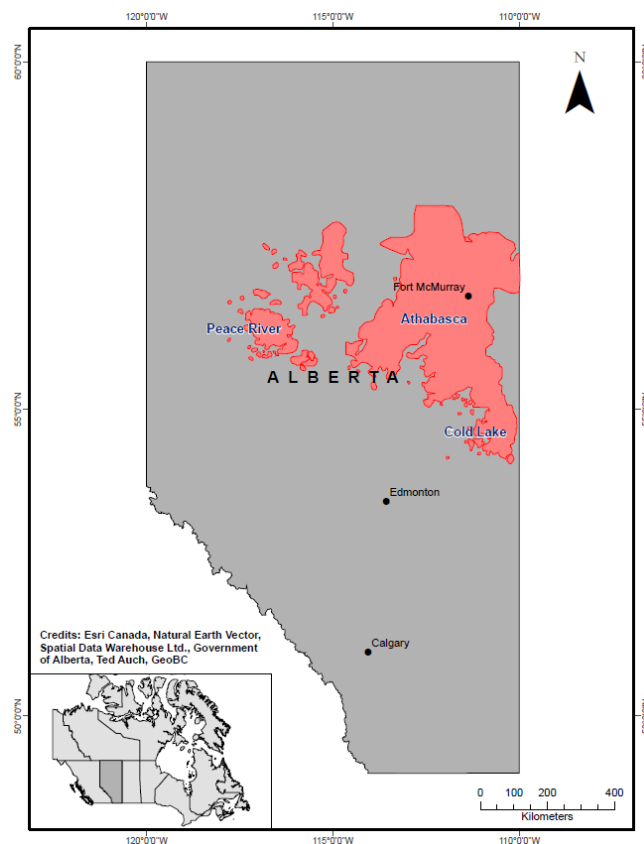 120°0'0"W
115°0'0"W
110°0'0"W
60°0'0"N
60°0'0"N
N
Fort McMurray
Athabasca
Peace River
A L B E R T A
55°0'0"N
Cold Lake
Edmonton
Calgary
Credits: Esri Canada, Natural Earth Vector,
Spatial Data Warehouse Ltd., Government
of Alberta, Ted Auch, GeoBC
50°0'0"N
0 100 200 400
Kilometers
120°0'0"W
115°0'0"W
110°0'0"W